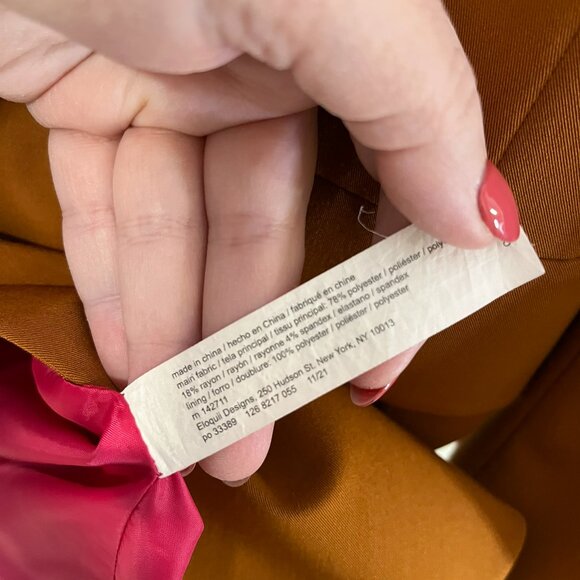 made in china / hecho en China / fabriqué en chine
main fabric / tela principal / tissu principal: 78% polyester / poliéster / poly
18% rayon / rayón / rayonne 4% spandex / elastano / spandex
lining / forro / doublure: 100% polyester / poliéster / polyester
rn 142711
Eloquii Designs, 250 Hudson St. New York, NY 10013
po 33389 126 8217 055 11/21